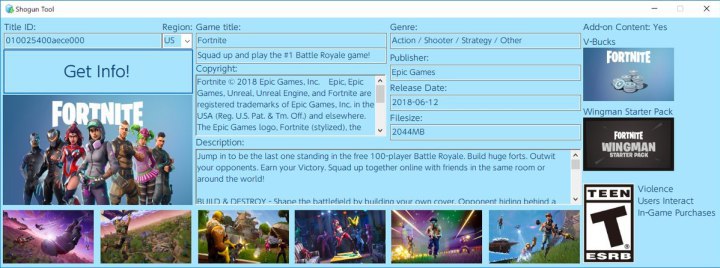 Shogun Tool
Title ID:
010025400aece000
Region:
US
Get Info!
FORTNITE
Game title:
Fortnite
Squad up and play the #1 Battle Royale game!
Copyright:
Fortnite © 2018 Epic Games, Inc.   Epic, Epic
Games, Unreal, Unreal Engine, and Fortnite are
registered trademarks of Epic Games, Inc. in the
USA (Reg. U.S. Pat. & Tm. Off.) and elsewhere.
The Epic Games logo, Fortnite (stylized), the
Genre:
Action / Shooter / Strategy / Other
Publisher:
Epic Games
Release Date:
2018-06-12
Filesize:
2044MB
Description:
Jump in to be the last one standing in the free 100-player Battle Royale. Build huge forts. Outwit
your opponents. Earn your Victory. Squad up together online with friends in the same room or
around the world!
BUILD & DESTROY - Shape the battlefield by building your own cover. Opponent hiding behind a
Add-on Content: Yes
V-Bucks
FORTNITE
Wingman Starter Pack
FORTNITE
WINGMAN
STARTER PACK
TEEN
T
ESRB
Violence
Users Interact
In-Game Purchases